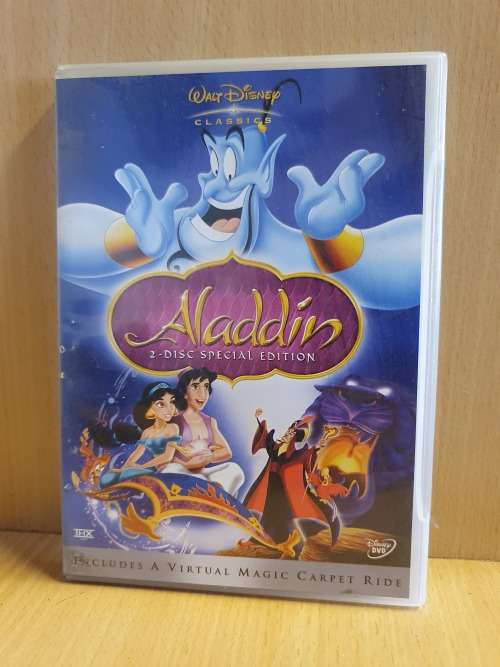 WALT DISNEY
CLASSICS
Aladdin
2-DISC SPECIAL EDITION
THX
Disney
DVD
INCLUDES A VIRTUAL MAGIC CARPET RIDE